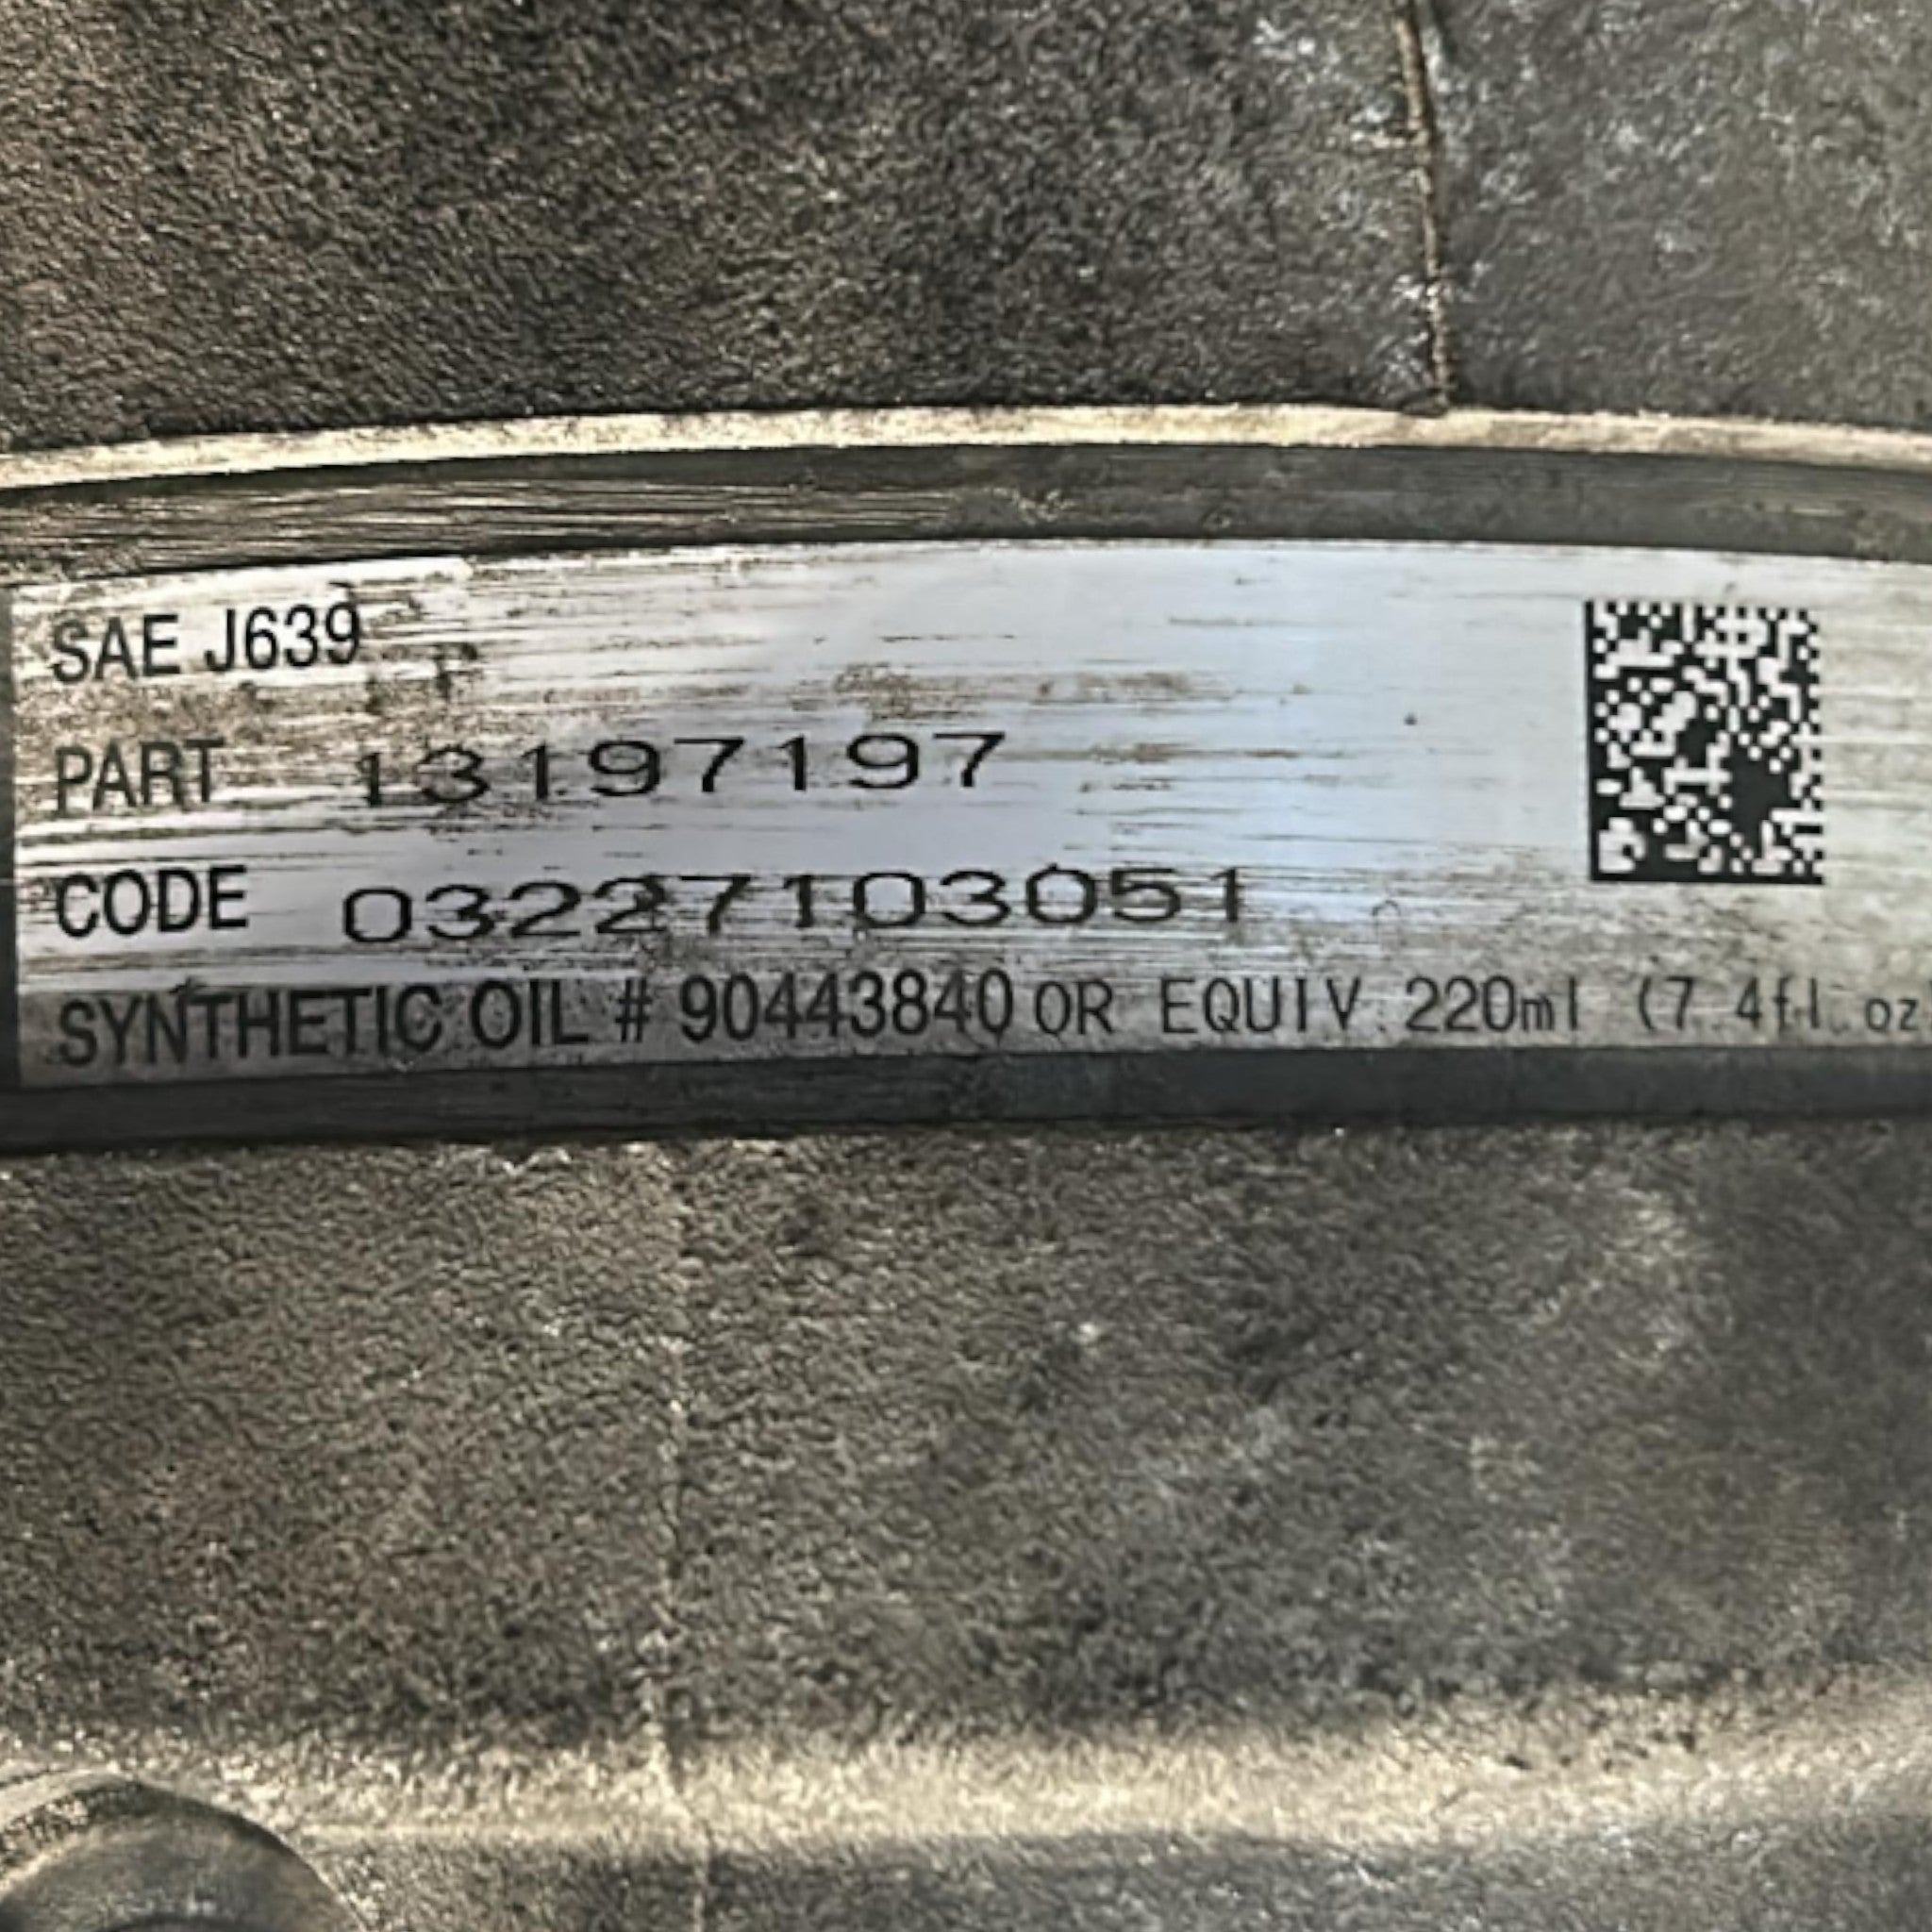 SAE J639
PART 13197197
CODE 03227103051
SYNTHETIC OIL # 90443840 OR EQUIV. 220ml (7.4fl.oz